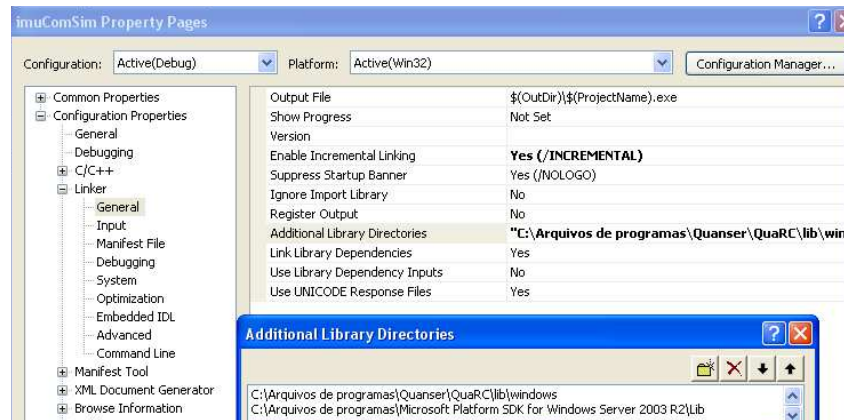 imuComSim Property Pages
Configuration: Active(Debug) Platform: Active(Win32) Configuration Manager...
Common Properties
Configuration Properties
General
Debugging
C/C++
Linker
General
Input
Manifest File
Debugging
System
Optimization
Embedded IDL
Advanced
Command Line
Manifest Tool
XML Document Generator
Browse Information
Output File $(OutDir)\$(ProjectName).exe
Show Progress Not Set
Version
Enable Incremental Linking Yes (/INCREMENTAL)
Suppress Startup Banner Yes (/NOLOGO)
Ignore Import Library No
Register Output No
Additional Library Directories "C:\Arquivos de programas\Quanser\QuaRC\lib\win
Link Library Dependencies Yes
Use Library Dependency Inputs No
Use UNICODE Response Files Yes
Additional Library Directories
C:\Arquivos de programas\Quanser\QuaRC\lib\windows
C:\Arquivos de programas\Microsoft Platform SDK for Windows Server 2003 R2\Lib